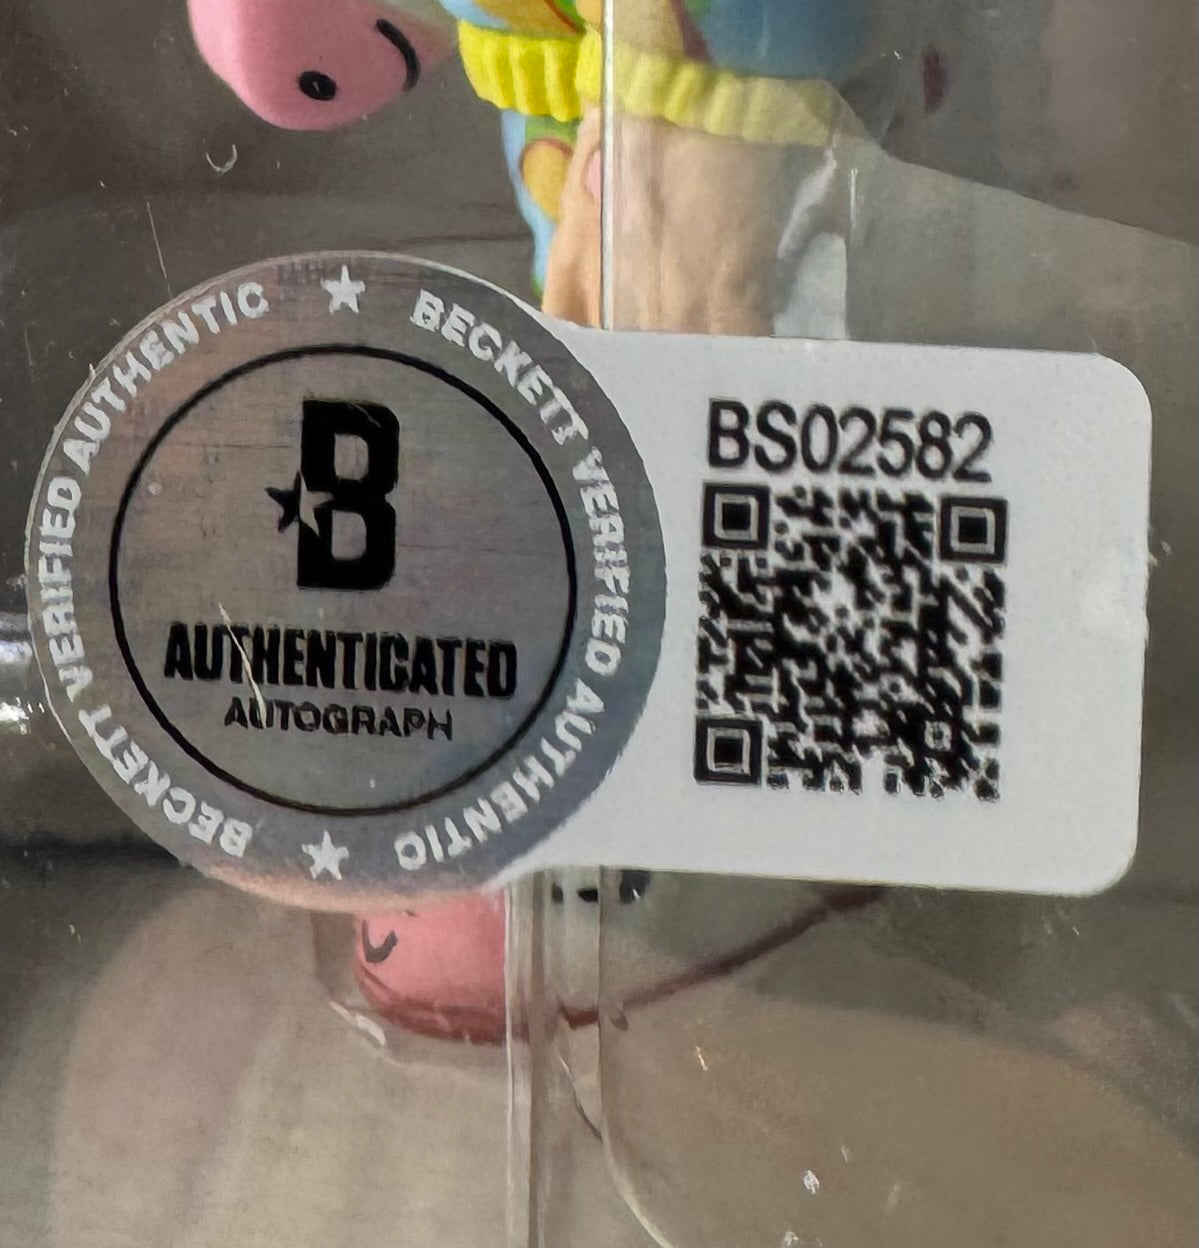 BECKETT VERIFIED AUTHENTIC ★ BECKETT VERIFIED AUTHENTIC ★
B
AUTHENTICATED
AUTOGRAPH
BS02582